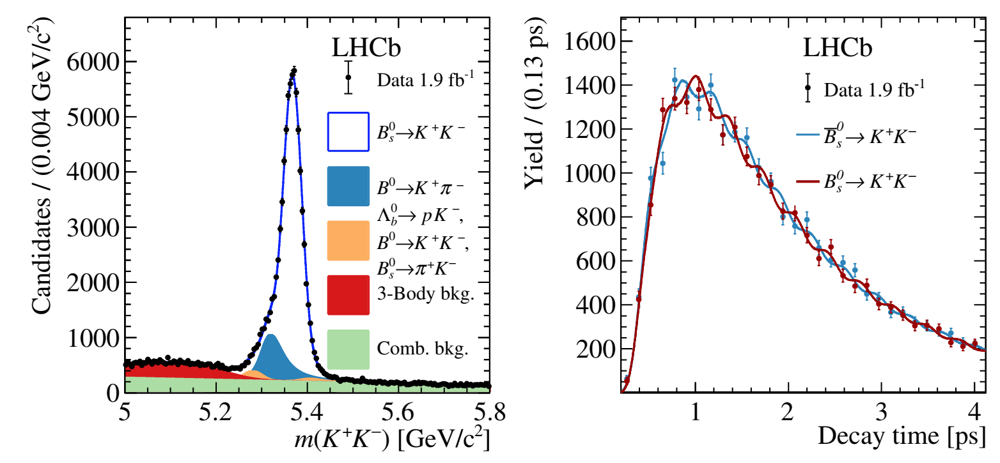 Candidates / (0.004 GeV/c²)
6000
5000
4000
3000
2000
1000
0
LHCb
Data 1.9 fb⁻¹
B⁰ₛ→K⁺K⁻
B⁰→K⁺π⁻
Λ⁰_b→pK⁻,
B⁰→K⁺K⁻,
B⁰ₛ→π⁺K⁻
3-Body bkg.
Comb. bkg.
5 5.2 5.4 5.6 5.8
m(K⁺K⁻) [GeV/c²]
Yield / (0.13 ps)
1600
1400
1200
1000
800
600
400
200
LHCb
Data 1.9 fb⁻¹
B̅⁰ₛ→ K⁺K⁻
B⁰ₛ→ K⁺K⁻
1 2 3 4
Decay time [ps]